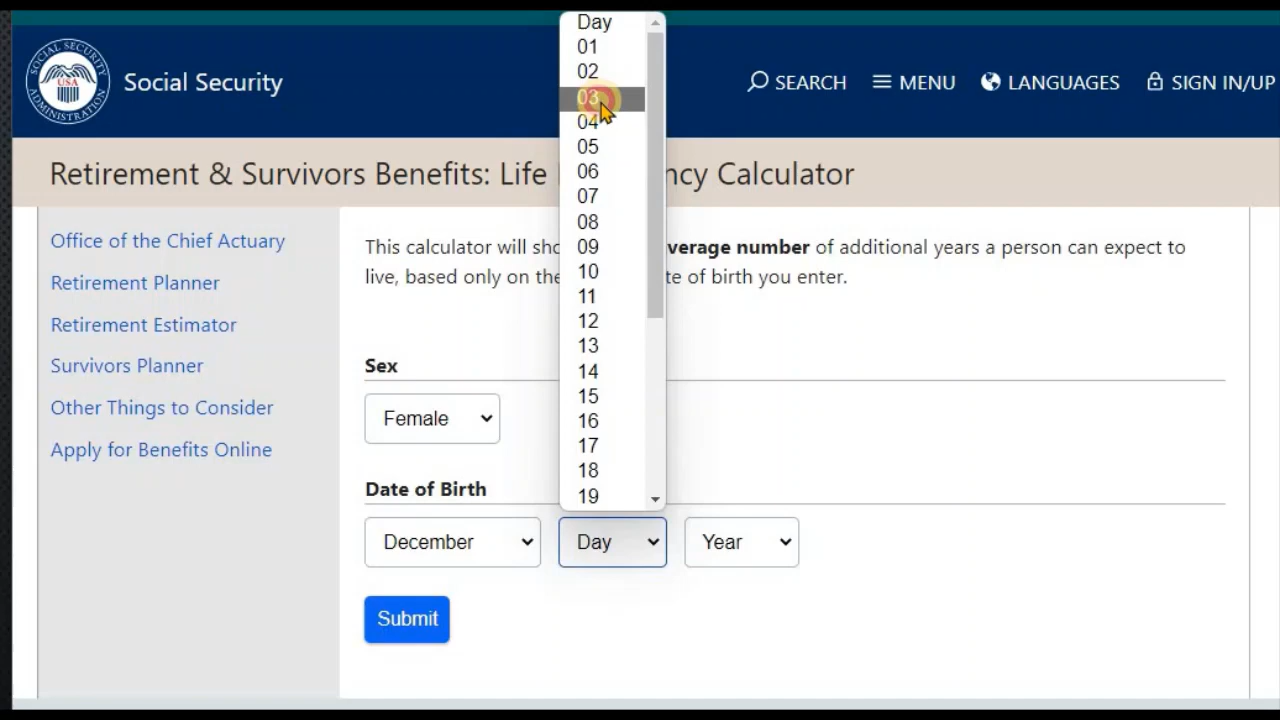 Social Security
SEARCH
MENU
LANGUAGES
SIGN IN/UP
SOCIAL SECURITY ADMINISTRATION
USA
Retirement & Survivors Benefits: Life ncy Calculator
Office of the Chief Actuary
Retirement Planner
Retirement Estimator
Survivors Planner
Other Things to Consider
Apply for Benefits Online
This calculator will sho verage number of additional years a person can expect to
live, based only on the te of birth you enter.
Sex
Female
Date of Birth
December
Day
Year
Submit
Day
01
02
03
04
05
06
07
08
09
10
11
12
13
14
15
16
17
18
19